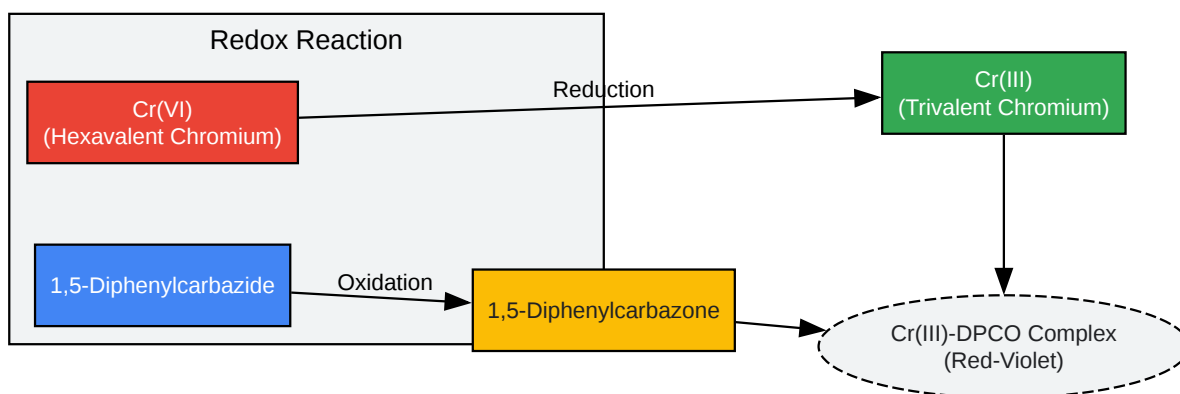 Redox Reaction
Cr(VI)
(Hexavalent Chromium)
Reduction
Cr(III)
(Trivalent Chromium)
1,5-Diphenylcarbazide
Oxidation
1,5-Diphenylcarbazone
Cr(III)-DPCO Complex
(Red-Violet)